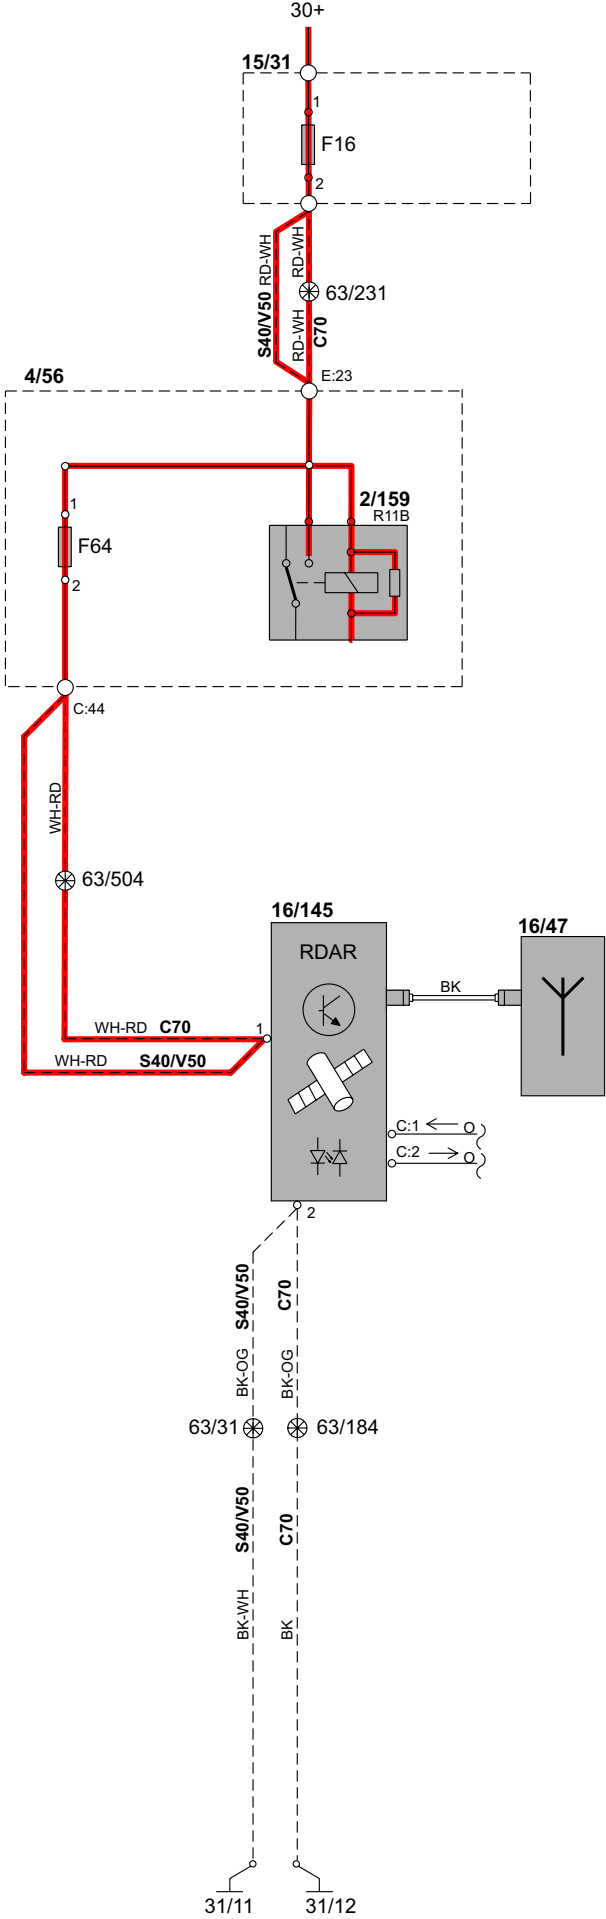 30+
15/31
1
F16
2
RD-WH
RD-WH
S40/V50
63/231
RD-WH
C70
E:23
4/56
2/159
R11B
1
F64
2
C:44
WH-RD
63/504
16/145
16/47
RDAR
BK
WH-RD C70
1
WH-RD S40/V50
C:1
O
C:2
O
2
S40/V50
C70
BK-OG
BK-OG
63/31
63/184
S40/V50
C70
BK-WH
BK
31/11
31/12